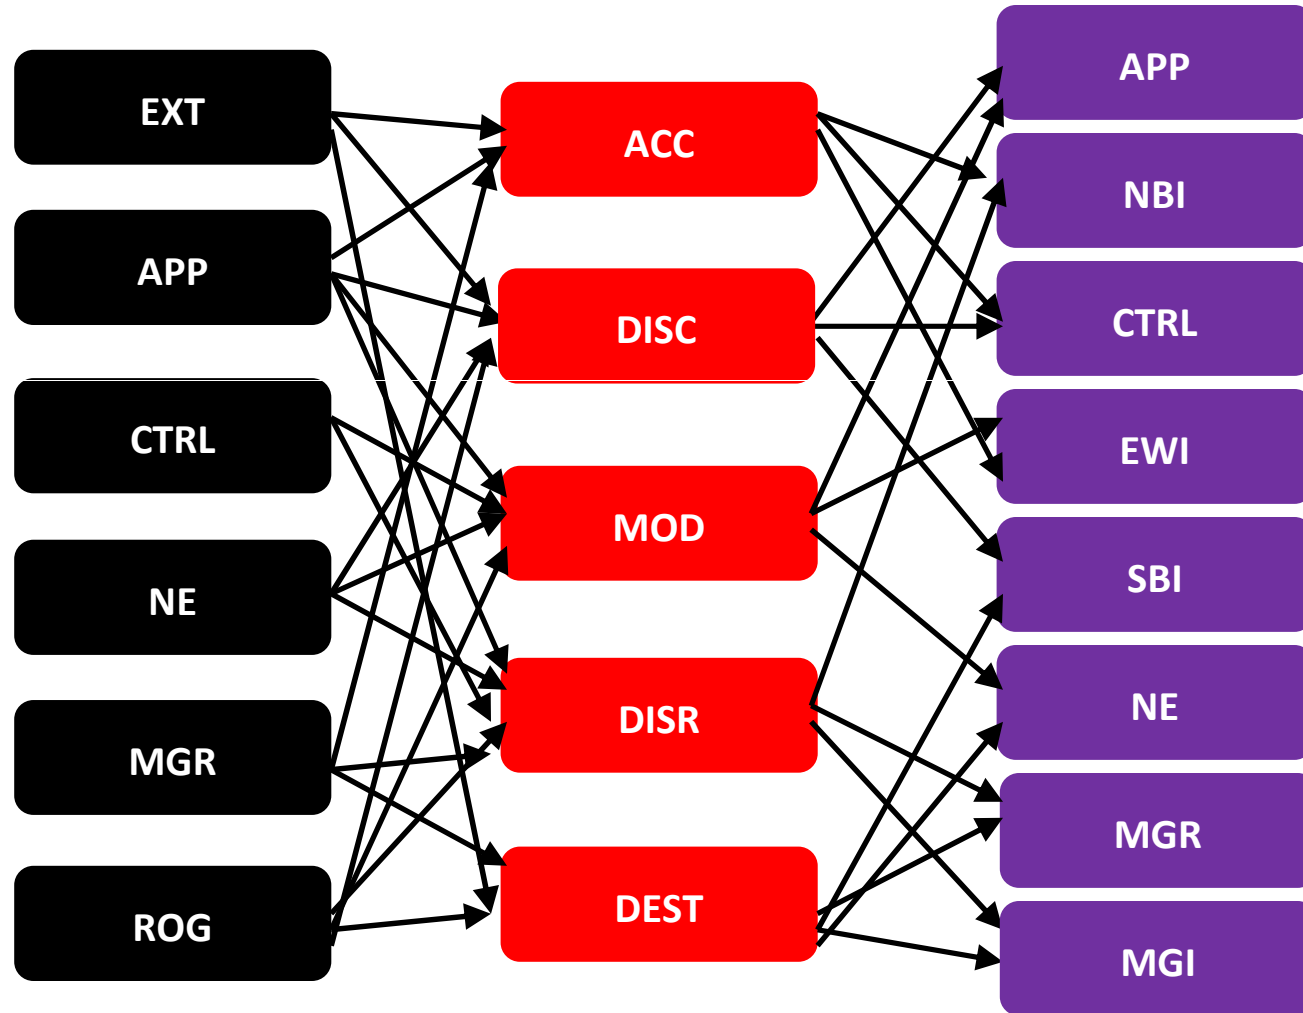 EXT
APP
CTRL
NE
MGR
ROG
ACC
DISC
MOD
DISR
DEST
APP
NBI
CTRL
EWI
SBI
NE
MGR
MGI